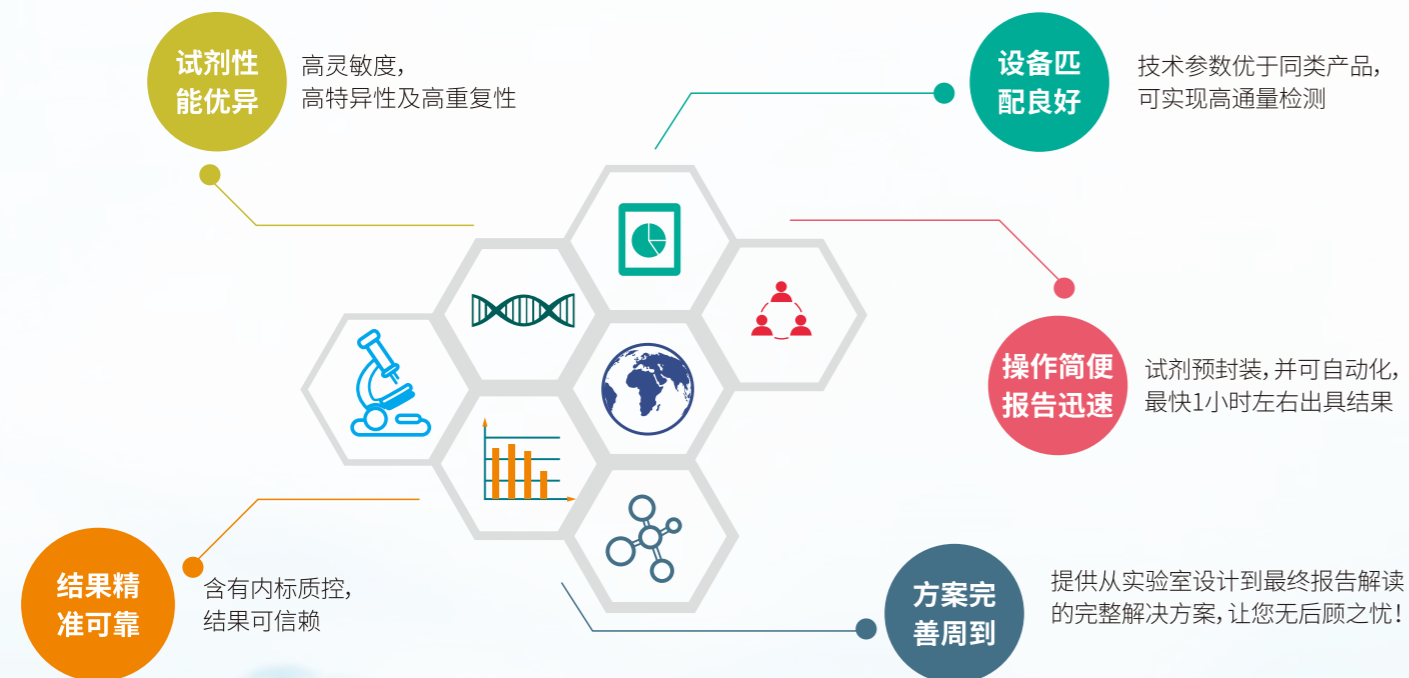 试剂性
能优异
高灵敏度，
高特异性及高重复性
设备匹
配良好
技术参数优于同类产品，
可实现高通量检测
操作简便
报告迅速
试剂预封装，并可自动化，
最快1小时左右出具结果
结果精
准可靠
含有内标质控，
结果可信赖
方案完
善周到
提供从实验室设计到最终报告解读
的完整解决方案，让您无后顾之忧！